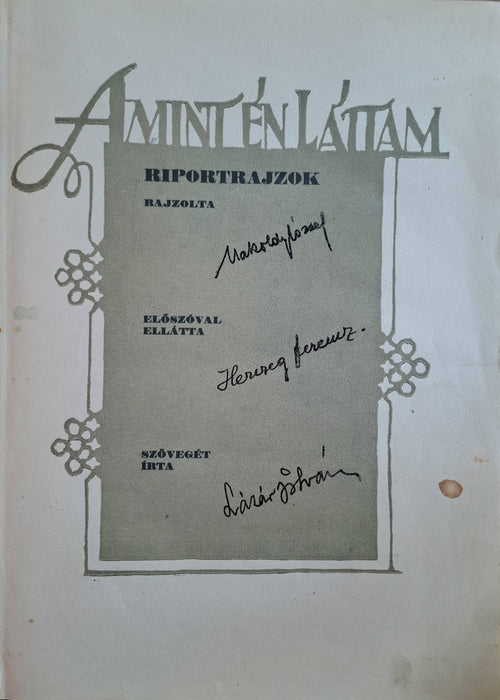 AMINT ÉN LÁTTAM
RIPORTRAJZOK
RAJZOLTA
Makoldy József
ELŐSZÓVAL
ELLÁTTA
Herczeg Ferencz.
SZÖVEGÉT
ÍRTA
Lázár István